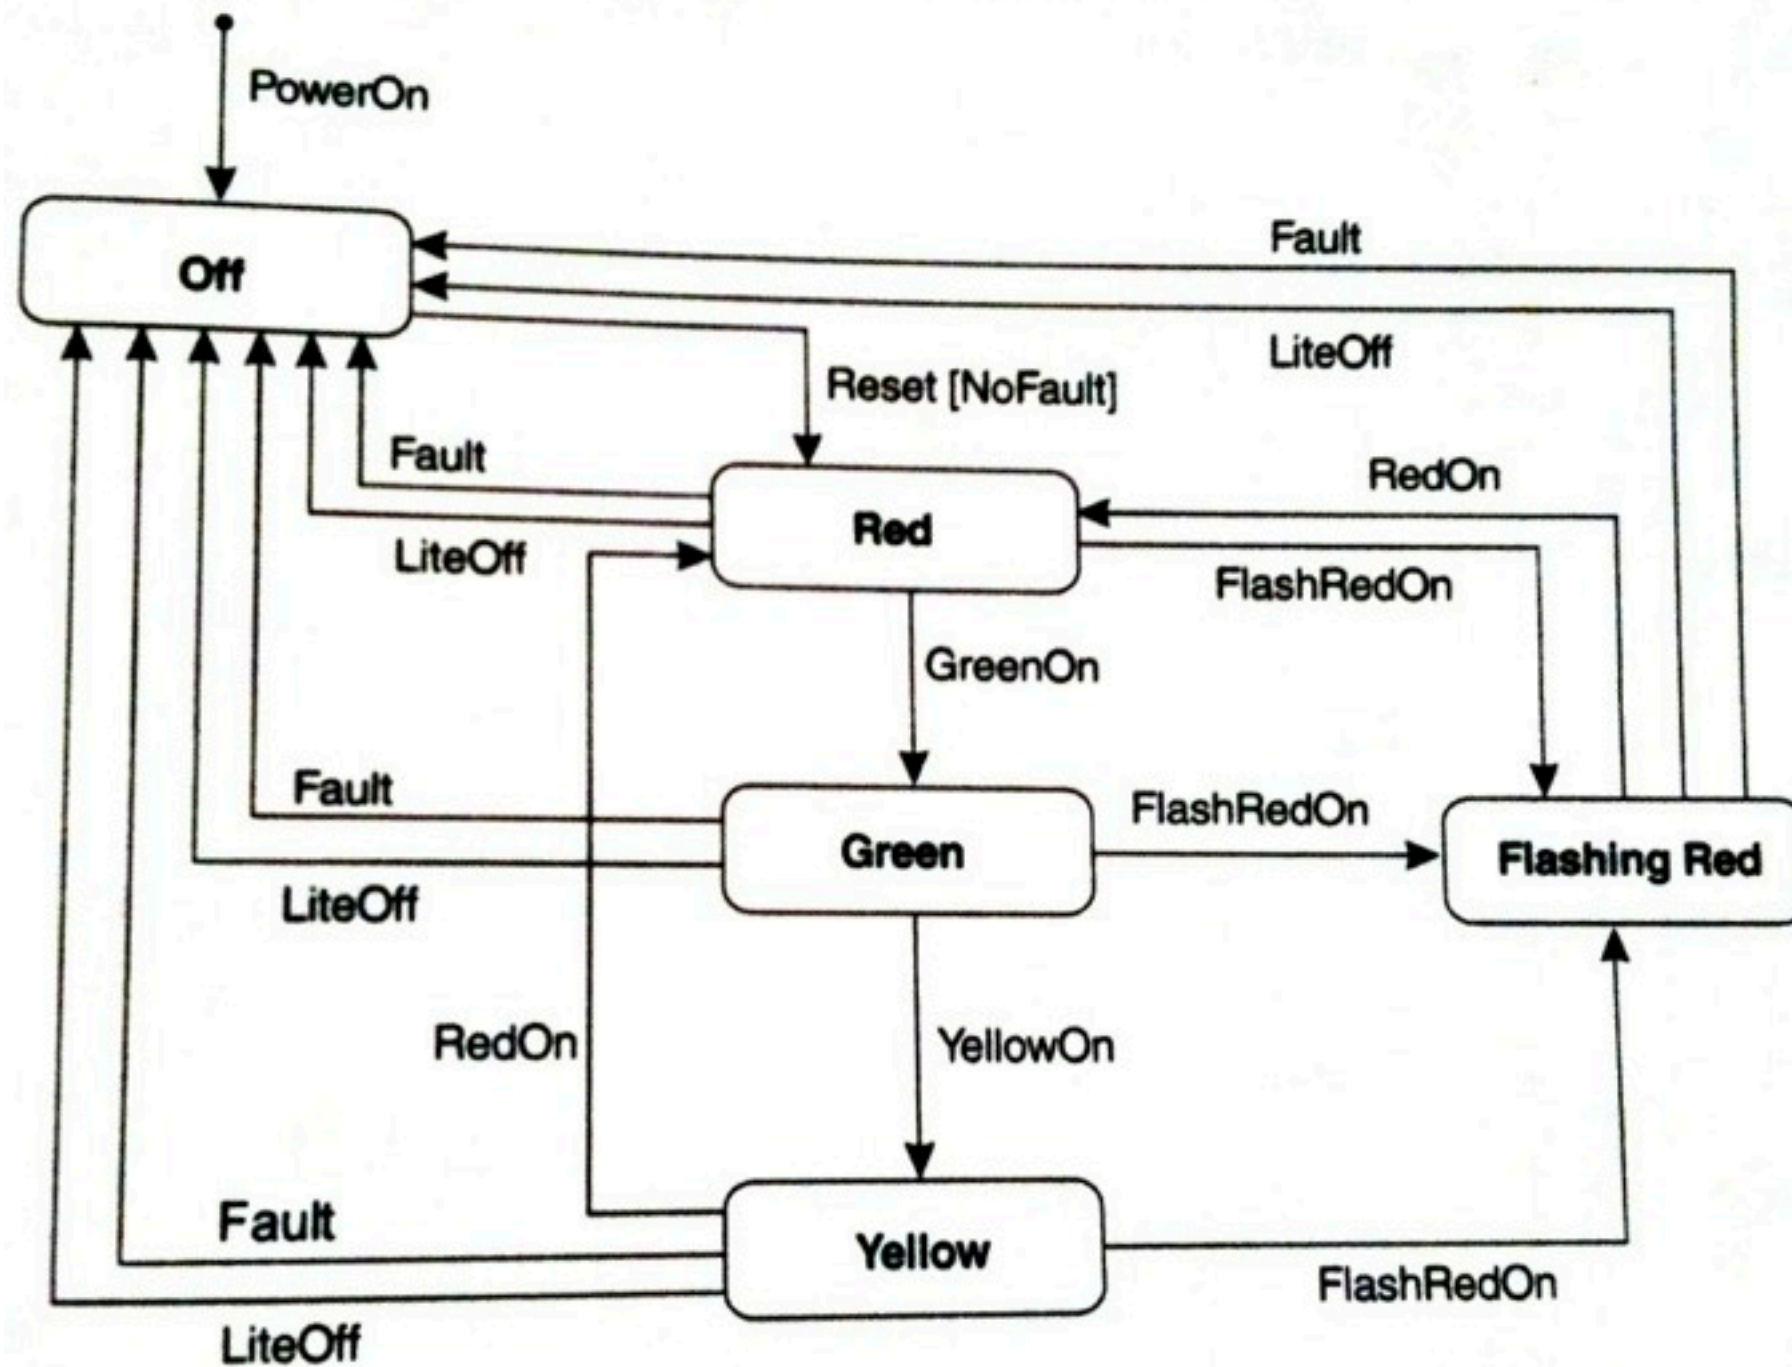 PowerOn
Off
Fault
LiteOff
Reset [NoFault]
Fault
LiteOff
Red
RedOn
FlashRedOn
GreenOn
Fault
LiteOff
Green
FlashRedOn
Flashing Red
RedOn
YellowOn
Fault
LiteOff
Yellow
FlashRedOn